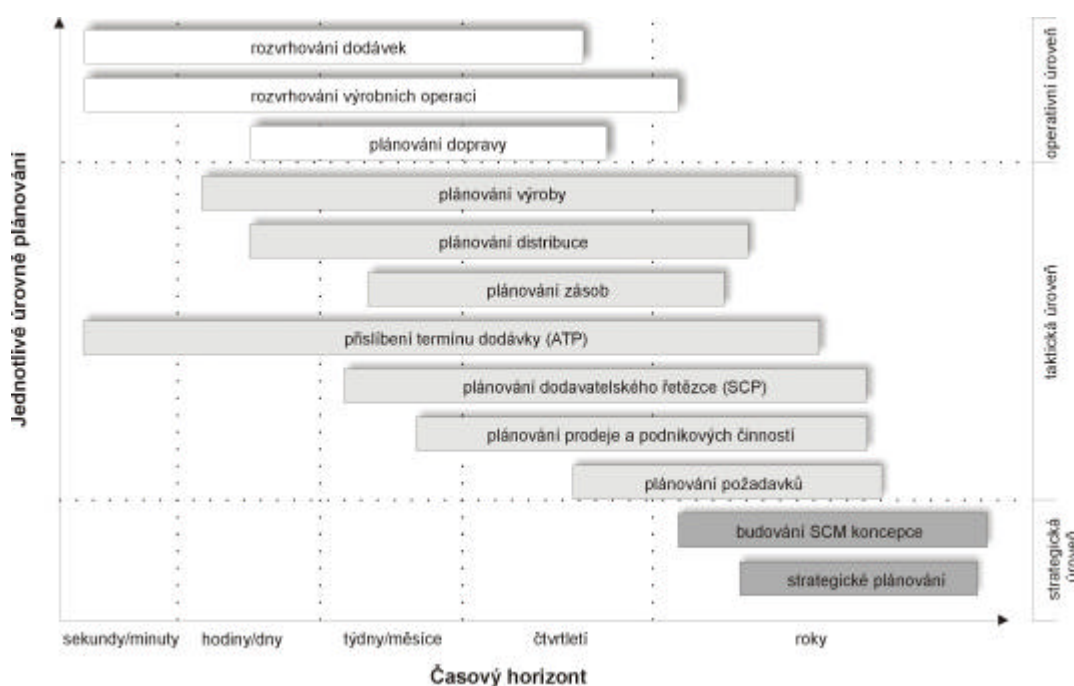 rozvrhování dodávek
rozvrhování výrobních operací
plánování dopravy
plánování výroby
plánování distribuce
plánování zásob
přislíbení termínu dodávky (ATP)
plánování dodavatelského řetězce (SCP)
plánování prodeje a podnikových činností
plánování požadavků
budování SCM koncepce
strategické plánování
Jednotlivé úrovně plánování
operativní úroveň
taktická úroveň
strategická
úroveň
sekundy/minuty
hodiny/dny
týdny/měsíce
čtvrtletí
roky
Časový horizont